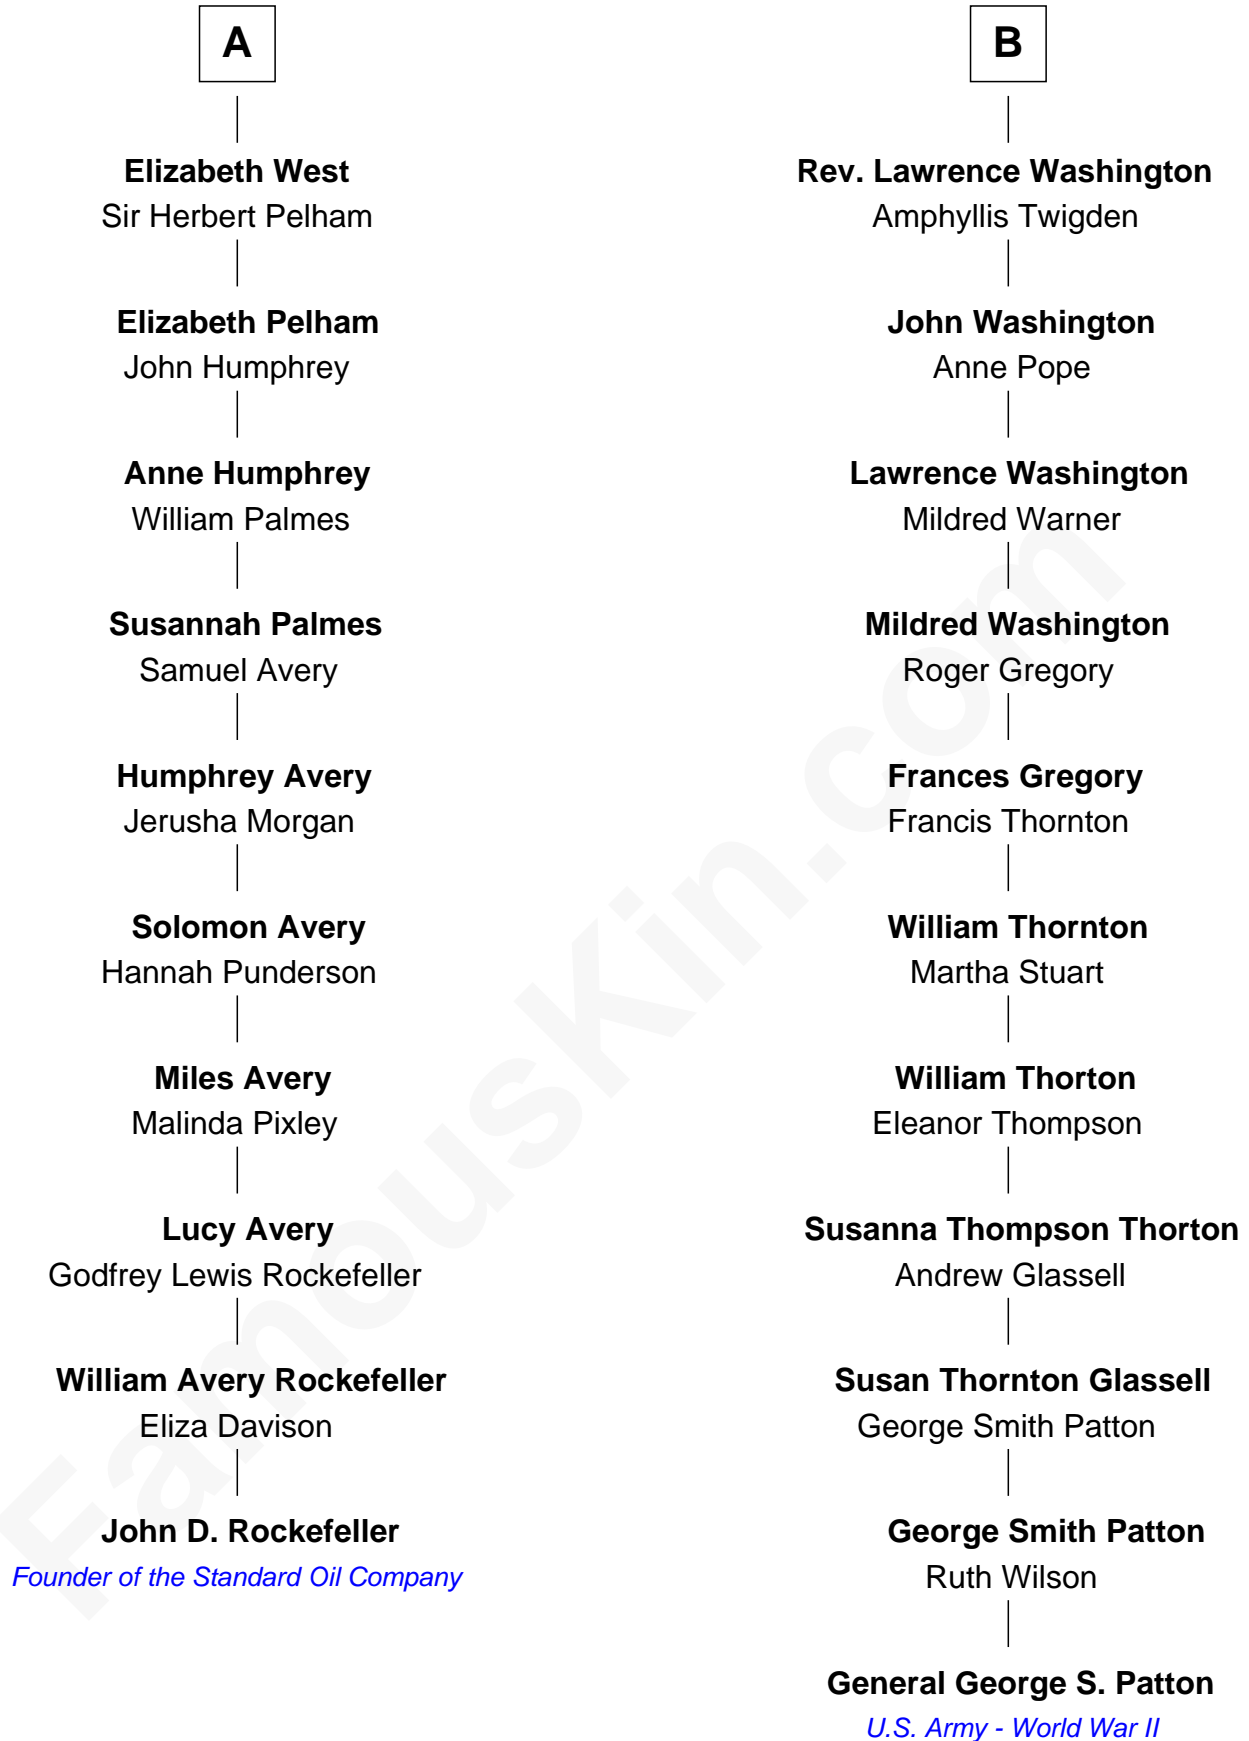 A
Elizabeth West
Sir Herbert Pelham
Elizabeth Pelham
John Humphrey
Anne Humphrey
William Palmes
Susannah Palmes
Samuel Avery
Humphrey Avery
Jerusha Morgan
Solomon Avery
Hannah Punderson
Miles Avery
Malinda Pixley
Lucy Avery
Godfrey Lewis Rockefeller
William Avery Rockefeller
Eliza Davison
John D. Rockefeller
Founder of the Standard Oil Company
B
Rev. Lawrence Washington
Amphyllis Twigden
John Washington
Anne Pope
Lawrence Washington
Mildred Warner
Mildred Washington
Roger Gregory
Frances Gregory
Francis Thornton
William Thornton
Martha Stuart
William Thorton
Eleanor Thompson
Susanna Thompson Thorton
Andrew Glassell
Susan Thornton Glassell
George Smith Patton
George Smith Patton
Ruth Wilson
General George S. Patton
U.S. Army - World War II
FamousKin.com